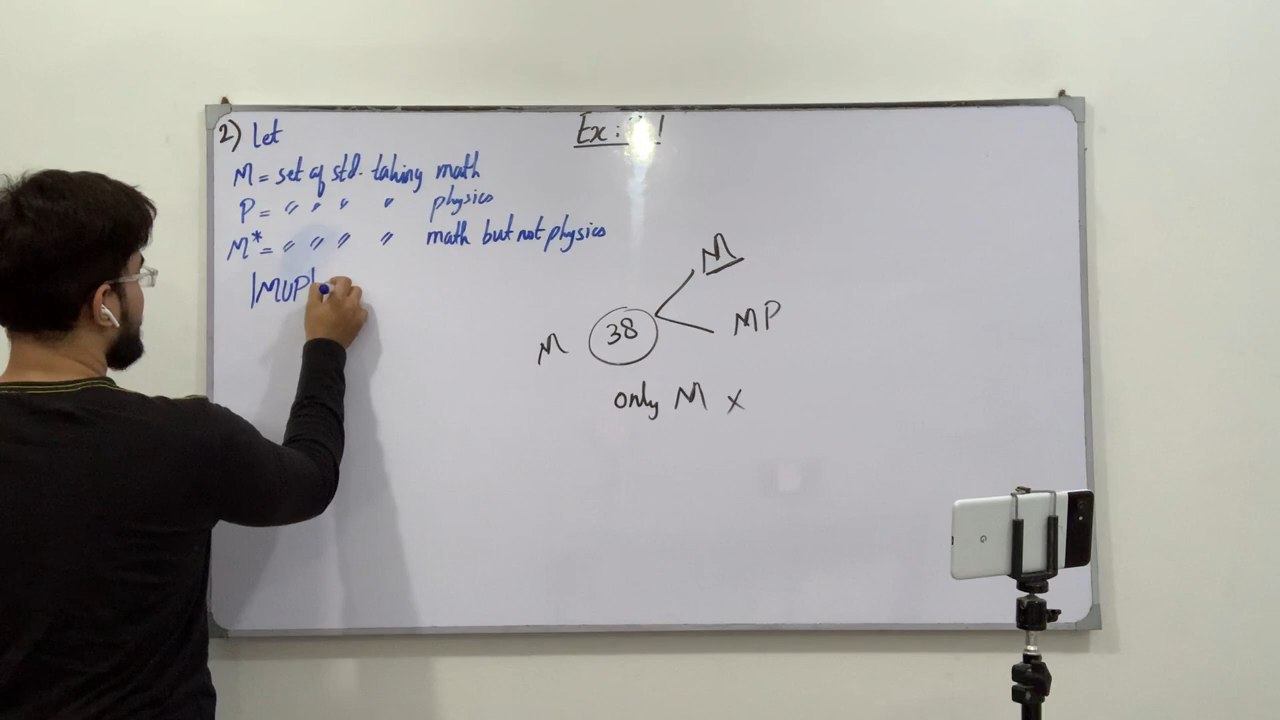 Ex: !
2) Let
M = set of std. taking math
P = " " " " physics
M* = " " " " math but not physics
|MUP|
M
M 38 MP
only M x
G